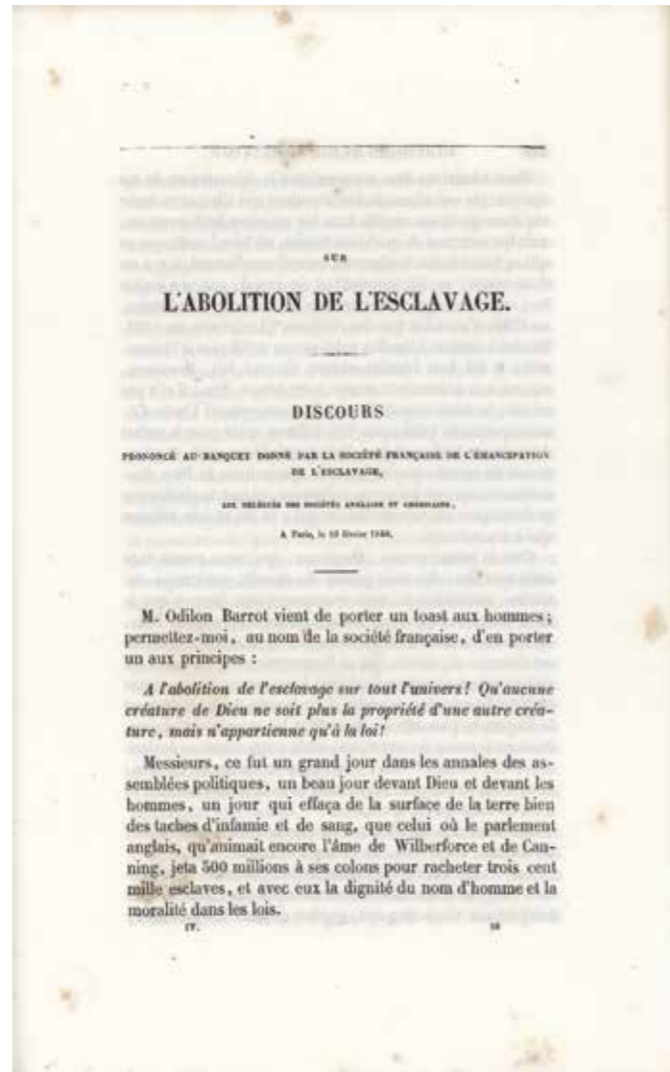 SUR
L'ABOLITION DE L'ESCLAVAGE.
DISCOURS
PRONONCÉ AU BANQUET DONNÉ PAR LA SOCIÉTÉ FRANÇAISE DE L'ÉMANCIPATION
DE L'ESCLAVAGE,
AUX DÉLÉGUÉS DES SOCIÉTÉS ANGLAISE ET AMÉRICAINE,
A Paris, le 10 février
M. Odilon Barrot vient de porter un toast aux hommes ;
permettez-moi, au nom de la société française, d'en porter
un aux principes :
A l'abolition de l'esclavage sur tout l'univers! Qu'aucune
créature de Dieu ne soit plus la propriété d'une autre créa-
ture, mais n'appartienne qu'à la loi!
Messieurs, ce fut un grand jour dans les annales des as-
semblées politiques, un beau jour devant Dieu et devant les
hommes, un jour qui effaça de la surface de la terre bien
des taches d'infamie et de sang, que celui où le parlement
anglais, qu'animait encore l'âme de Wilberforce et de Can-
ning, jeta 500 millions à ses colons pour racheter trois cent
mille esclaves, et avec eux la dignité du nom d'homme et la
moralité dans les lois.
IV.